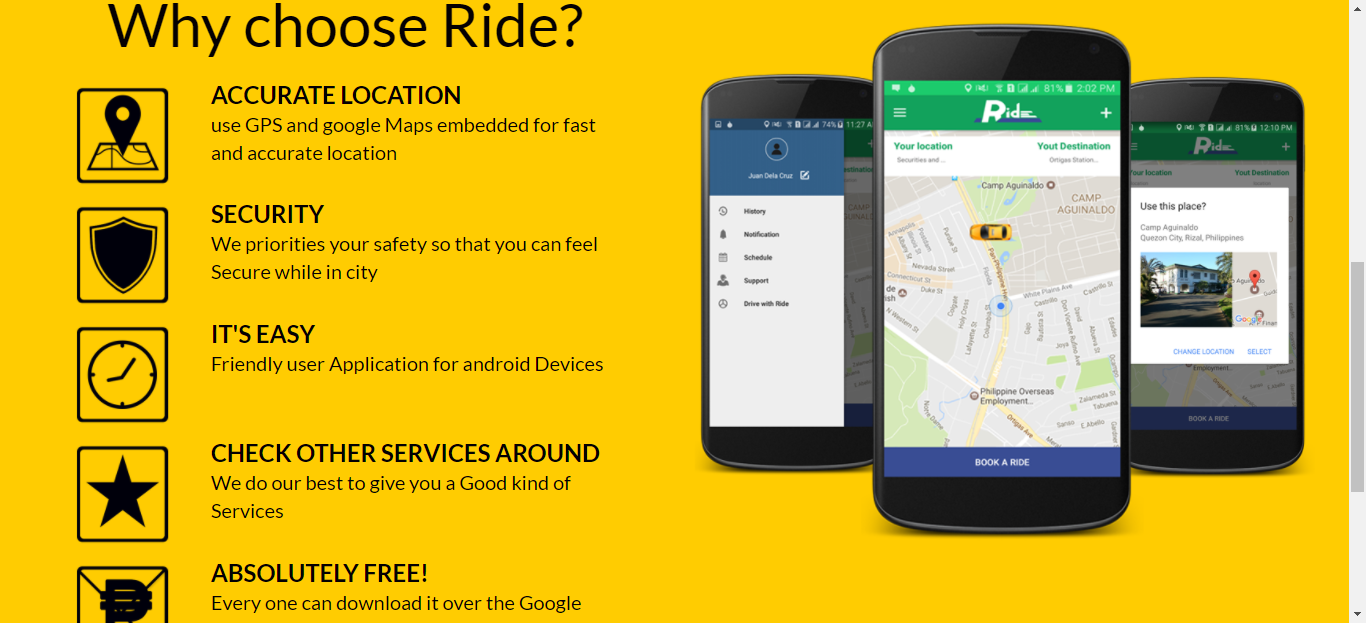 Why choose Ride?
ACCURATE LOCATION
use GPS and google Maps embedded for fast
and accurate location
SECURITY
We priorities your safety so that you can feel
Secure while in city
IT'S EASY
Friendly user Application for android Devices
CHECK OTHER SERVICES AROUND
We do our best to give you a Good kind of
Services
ABSOLUTELY FREE!
Every one can download it over the Google
74% 11:27 A
Juan Dela Cruz
History
Notification
Schedule
Support
Drive with Ride
81% 2:02 PM
Ride
Your location
Yout Destination
Securities and ...
Ortigas Station...
Camp Aguinaldo
CAMP
AGUINALDO
Nevada Street
Connecticut St
Duke St
White Plains Ave
Castrilla St
Philippine Overseas
Employment...
Ortigas Ave
BOOK A RIDE
81% 12:10 PM
Ride
Your location
Yout Destination
Use this place?
Camp Aguinaldo
Quezon City, Rizal, Philippines
Google
CHANGE LOCATION
SELECT
Employment...
BOOK A RIDE